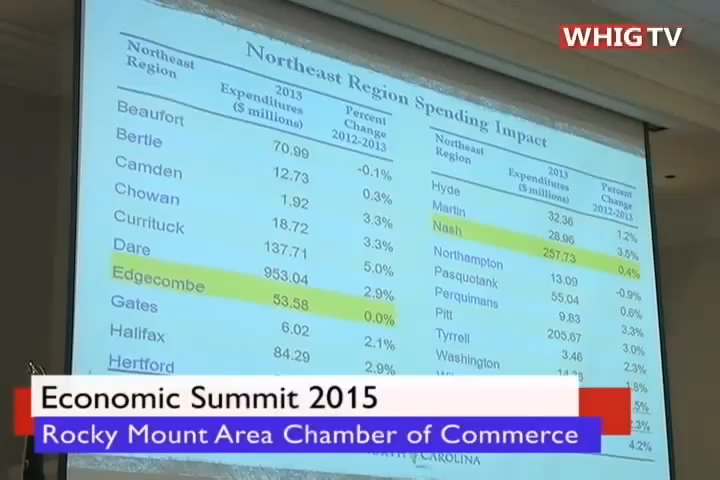 WHIG TV
Northeast Region Spending Impact
Northeast
Region
2013
Expenditures
($ millions)
Percent
Change
2012-2013
Beaufort 70.99 -0.1%
Bertie 12.73 0.3%
Camden 1.92 3.3%
Chowan 18.72 3.3%
Currituck 137.71 5.0%
Dare 953.04 2.9%
Edgecombe 53.58 0.0%
Gates 6.02 2.1%
Halifax 84.29 2.9%
Hertford
Northeast
Region
2013
Expenditures
($ millions)
Percent
Change
2012-2013
Hyde 32.36 1.2%
Martin 28.96 3.5%
Nash 257.73 0.4%
Northampton 13.09 -0.9%
Pasquotank 55.04 0.6%
Perquimans 9.83 3.3%
Pitt 205.67 3.0%
Tyrrell 3.46 2.3%
Washington 1.8%
4.2%
Economic Summit 2015
Rocky Mount Area Chamber of Commerce
CAROLINA